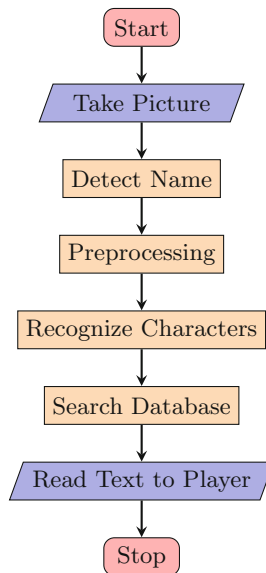 Start
Take Picture
Detect Name
Preprocessing
Recognize Characters
Search Database
Read Text to Player
Stop